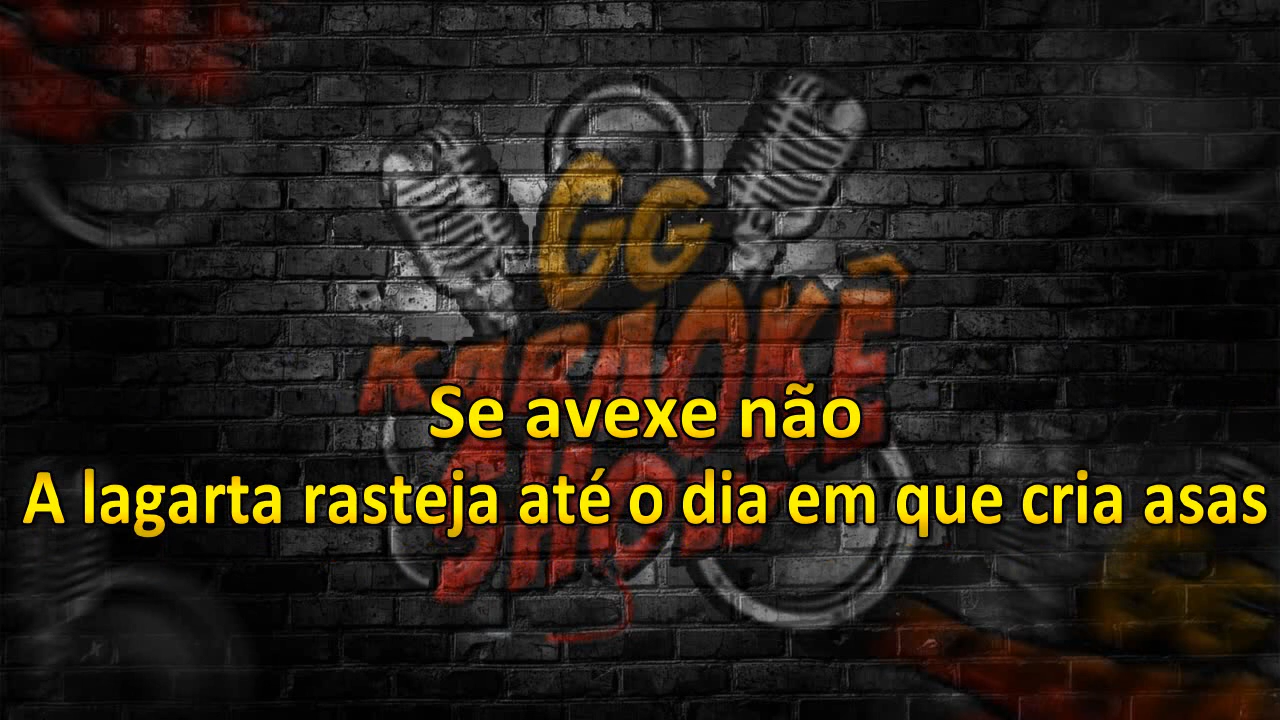 GG
KARAOKÊ
SHOW
Se avexe não
A lagarta rasteja até o dia em que cria asas